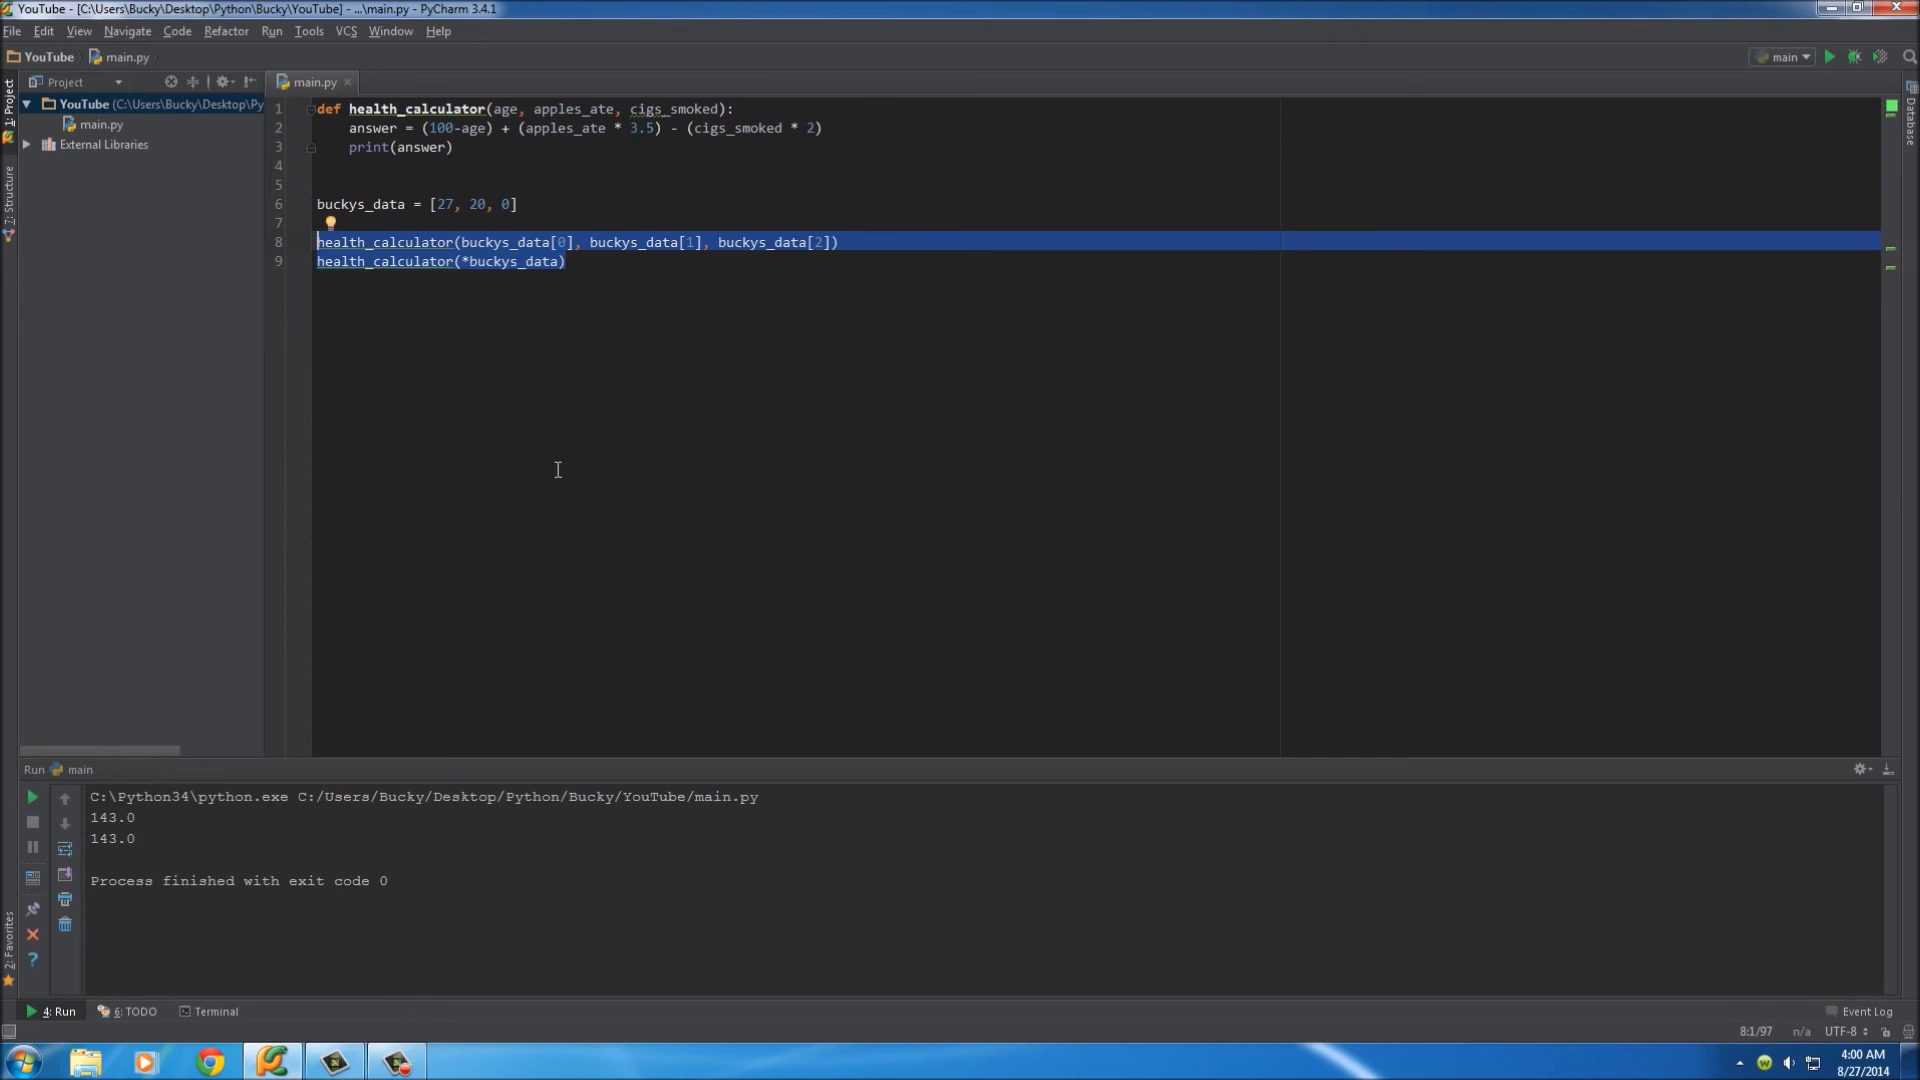 YouTube - [C:\Users\Bucky\Desktop\Python\Bucky\YouTube] - ...\main.py - PyCharm 3.4.1
File Edit View Navigate Code Refactor Run Tools VCS Window Help
YouTube main.py main
Project main.py
YouTube (C:\Users\Bucky\Desktop\Py
main.py
External Libraries
1: Project
7: Structure
2: Favorites
Database
1 def health_calculator(age, apples_ate, cigs_smoked):
2 answer = (100-age) + (apples_ate * 3.5) - (cigs_smoked * 2)
3 print(answer)
4
5
6 buckys_data = [27, 20, 0]
7
8 health_calculator(buckys_data[0], buckys_data[1], buckys_data[2])
9 health_calculator(*buckys_data)
Run main
C:\Python34\python.exe C:/Users/Bucky/Desktop/Python/Bucky/YouTube/main.py
143.0
143.0
Process finished with exit code 0
4: Run 6: TODO Terminal Event Log
8:1/97 n/a UTF-8
4:00 AM
8/27/2014